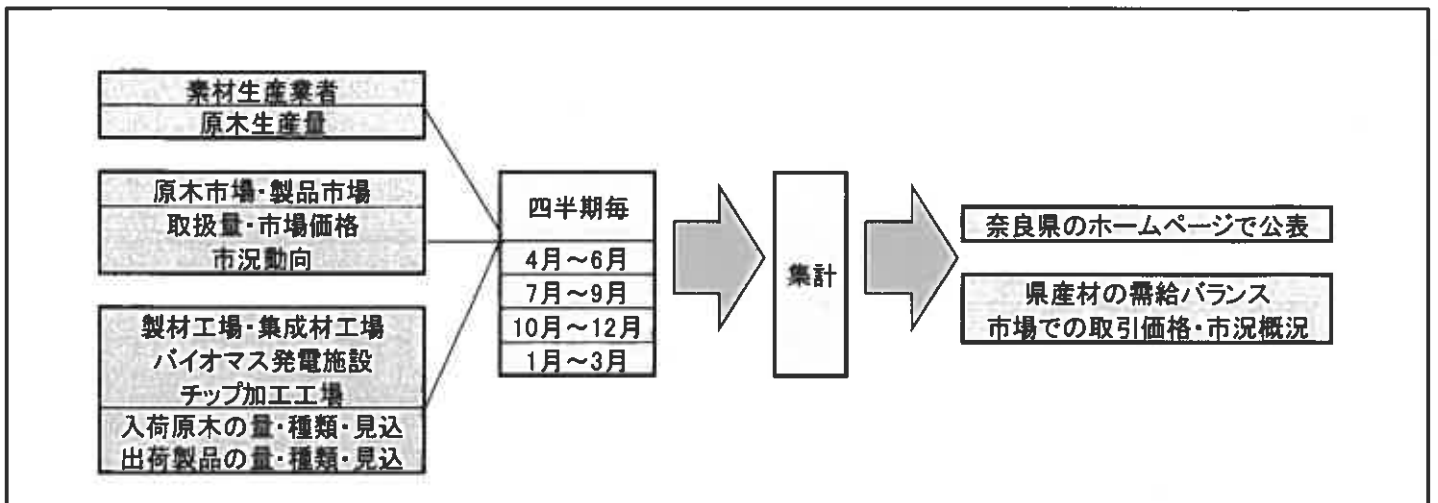 素材生産業者
原木生産量
原木市場・製品市場
取扱量・市場価格
市況動向
製材工場・集成材工場
バイオマス発電施設
チップ加工工場
入荷原木の量・種類・見込
出荷製品の量・種類・見込
四半期毎
4月～6月
7月～9月
10月～12月
1月～3月
集計
奈良県のホームページで公表
県産材の需給バランス
市場での取引価格・市況概況